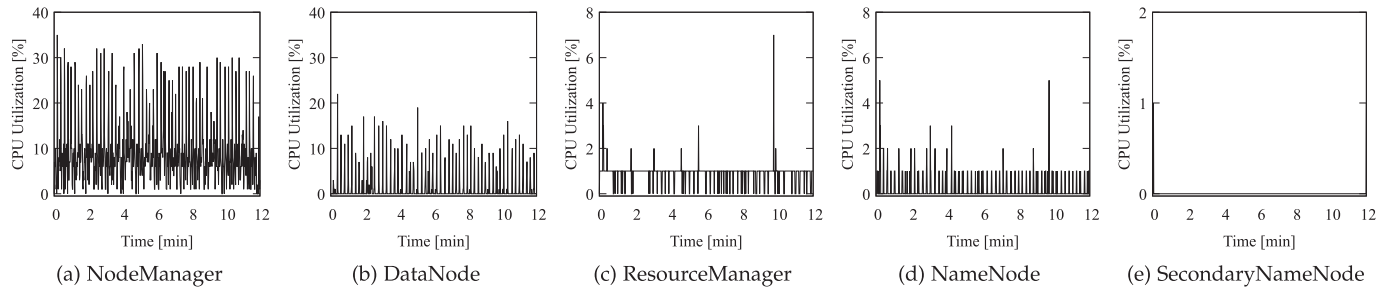 40
30
20
10
0
CPU Utilization [%]
0 2 4 6 8 10 12
Time [min]
(a) NodeManager
40
30
20
10
0
CPU Utilization [%]
0 2 4 6 8 10 12
Time [min]
(b) DataNode
8
6
4
2
0
CPU Utilization [%]
0 2 4 6 8 10 12
Time [min]
(c) ResourceManager
8
6
4
2
0
CPU Utilization [%]
0 2 4 6 8 10 12
Time [min]
(d) NameNode
2
1
0
CPU Utilization [%]
0 2 4 6 8 10 12
Time [min]
(e) SecondaryNameNode